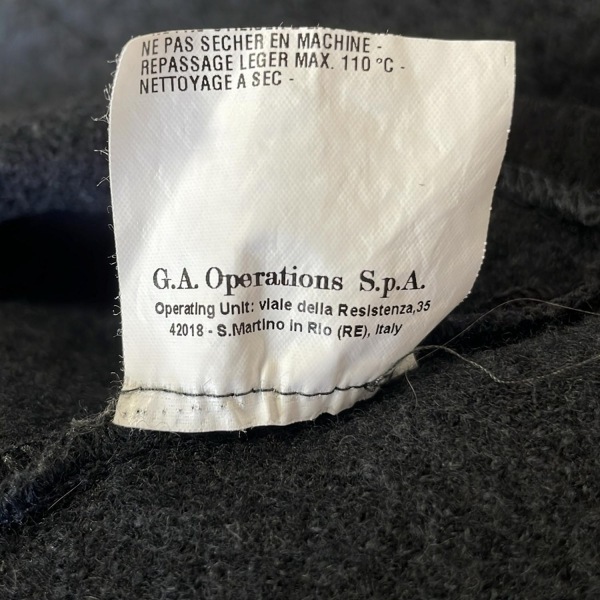 NE PAS SECHER EN MACHINE -
REPASSAGE LEGER MAX. 110 °C -
NETTOYAGE A SEC -
G.A. Operations S.p.A.
Operating Unit: viale della Resistenza,35
42018 - S.Martino in Rio (RE), Italy